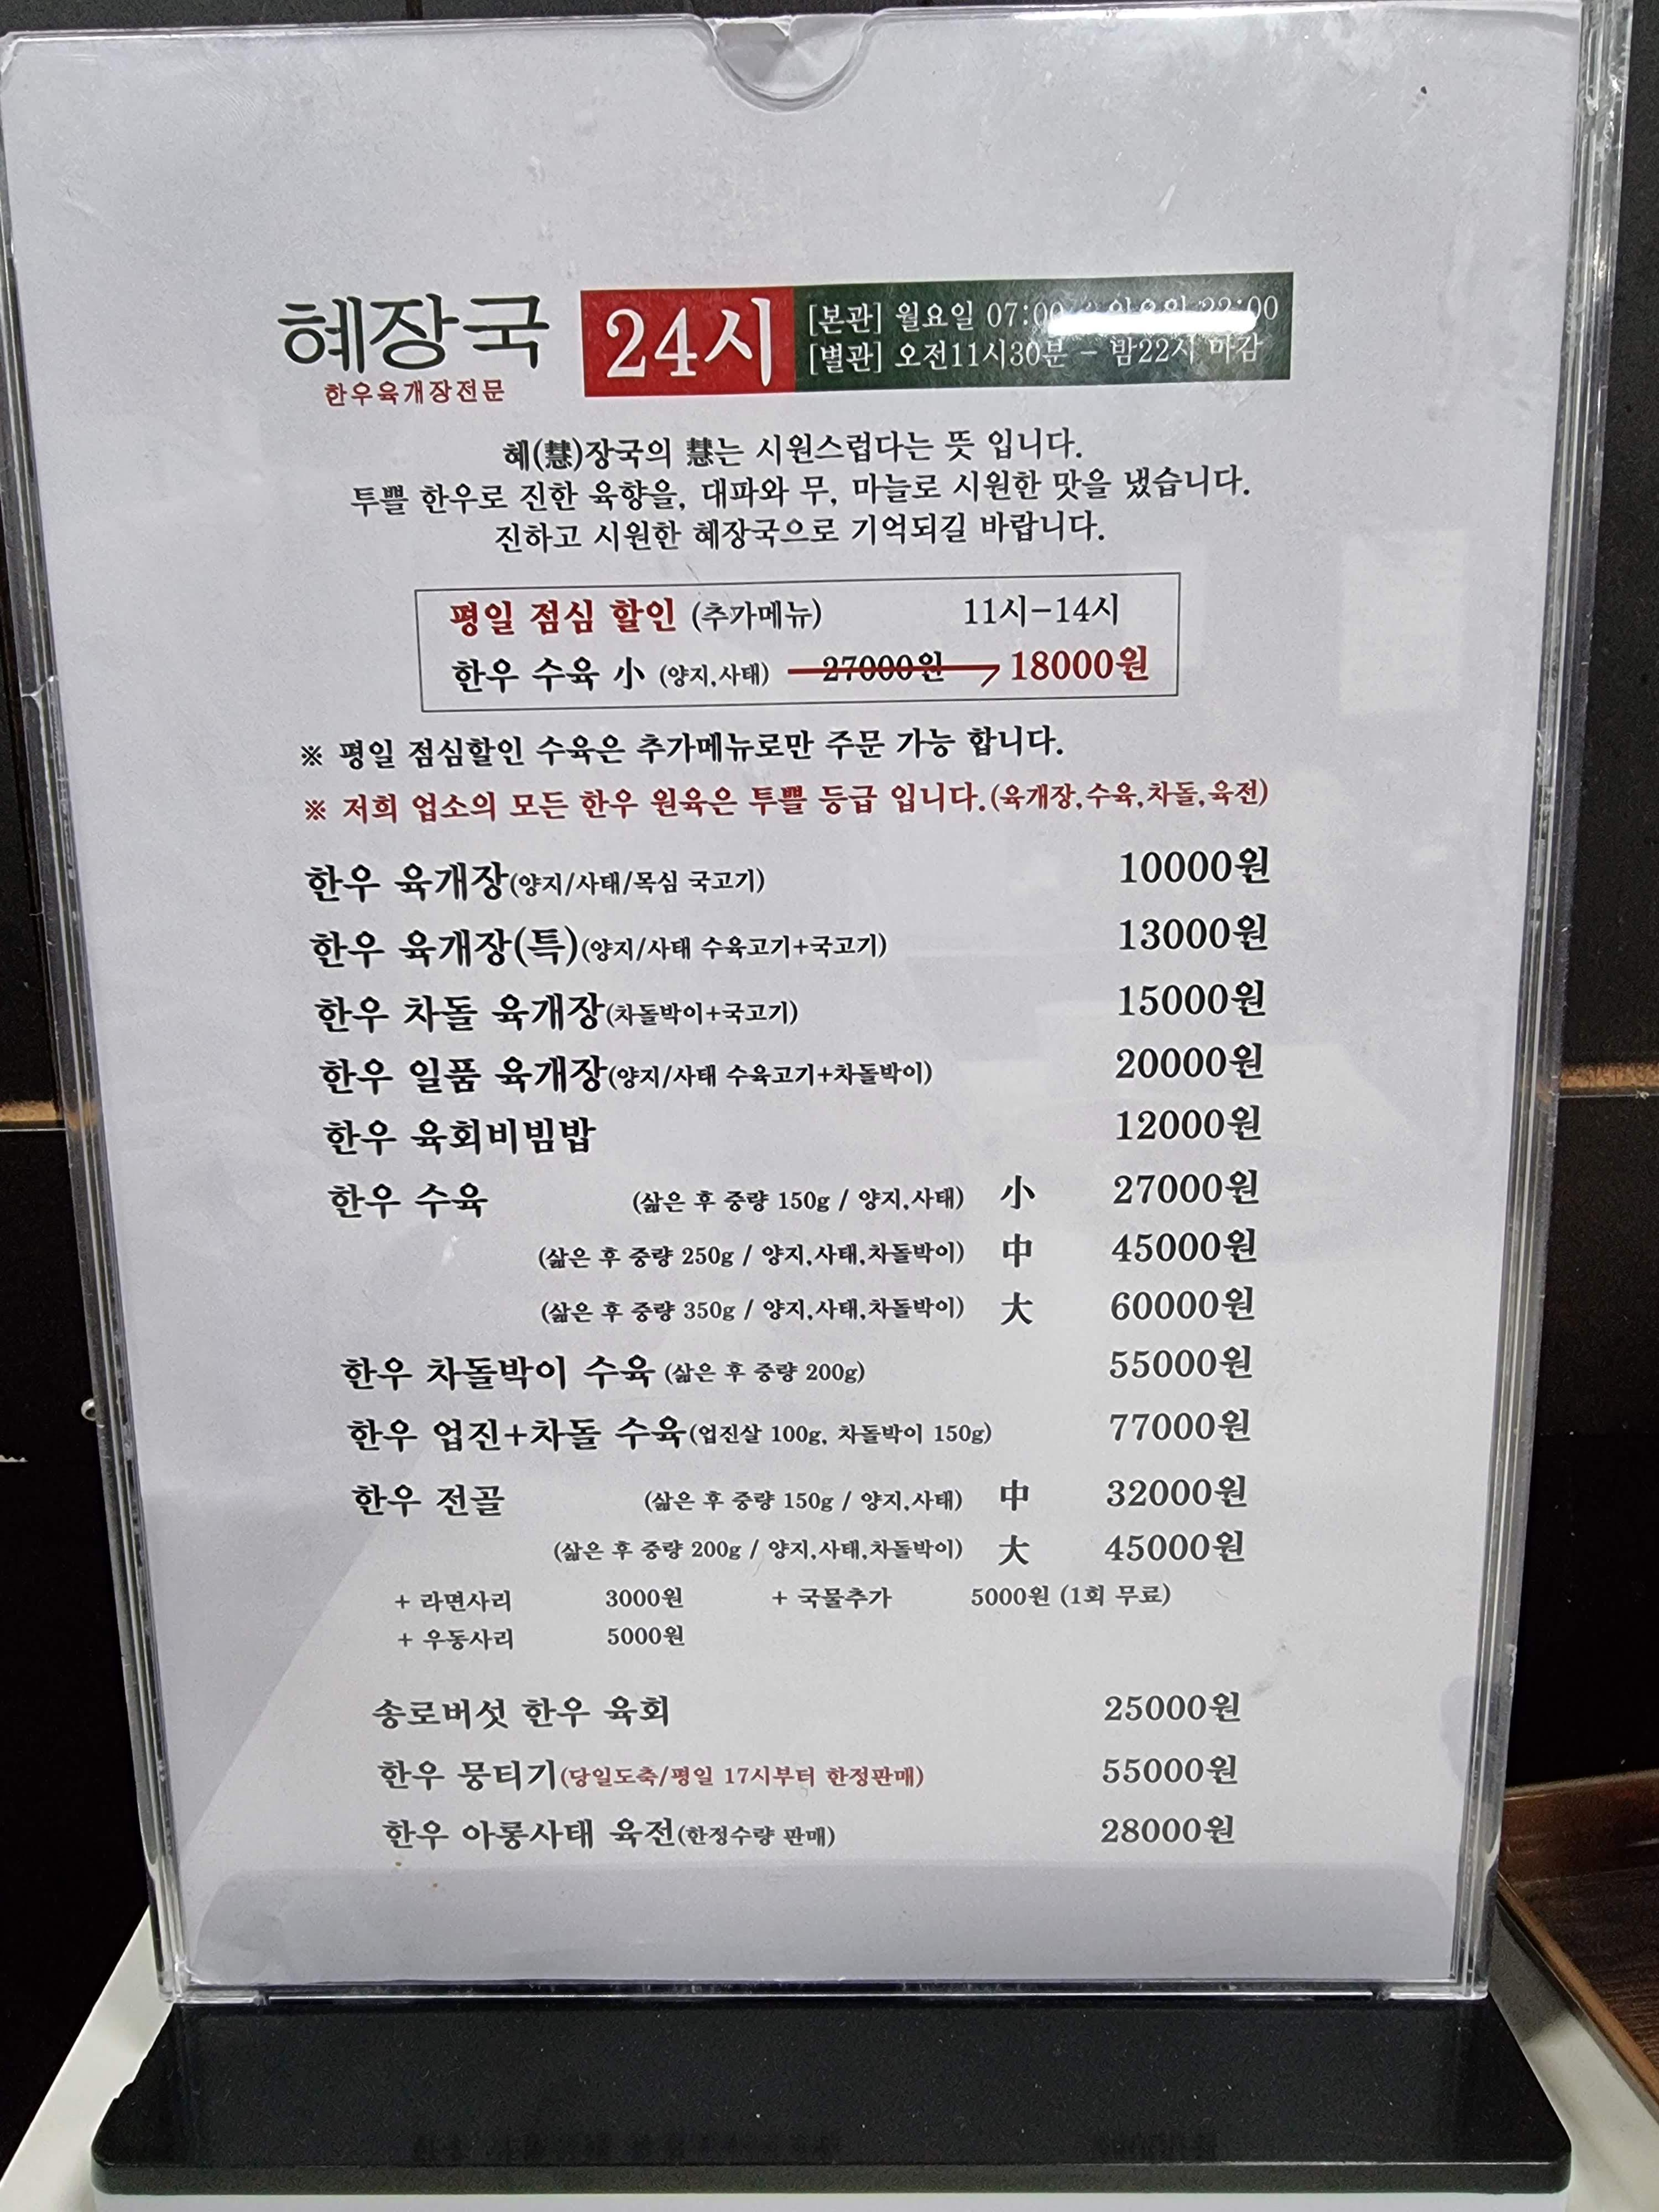 혜장국
한우육개장전문
24시
[본관] 월요일 07:00 22:00
[별관] 오전11시30분 - 밤22시 마감
혜(慧)장국의 慧는 시원스럽다는 뜻 입니다.
투쁠 한우로 진한 육향을, 대파와 무, 마늘로 시원한 맛을 냈습니다.
진하고 시원한 혜장국으로 기억되길 바랍니다.
평일 점심 할인 (추가메뉴) 11시-14시
한우 수육 小 (양지,사태) 27000원 18000원
※ 평일 점심할인 수육은 추가메뉴로만 주문 가능 합니다.
※ 저희 업소의 모든 한우 원육은 투쁠 등급 입니다.(육개장,수육,차돌,육전)
한우 육개장(양지/사태/목심 국고기) 10000원
한우 육개장(특)(양지/사태 수육고기+국고기) 13000원
한우 차돌 육개장(차돌박이+국고기) 15000원
한우 일품 육개장(양지/사태 수육고기+차돌박이) 20000원
한우 육회비빔밥 12000원
한우 수육 (삶은 후 중량 150g / 양지,사태) 小 27000원
(삶은 후 중량 250g / 양지,사태,차돌박이) 中 45000원
(삶은 후 중량 350g / 양지,사태,차돌박이) 大 60000원
한우 차돌박이 수육 (삶은 후 중량 200g) 55000원
한우 업진+차돌 수육(업진살 100g, 차돌박이 150g) 77000원
한우 전골 (삶은 후 중량 150g / 양지,사태) 中 32000원
(삶은 후 중량 200g / 양지,사태,차돌박이) 大 45000원
+ 라면사리 3000원 + 국물추가 5000원 (1회 무료)
+ 우동사리 5000원
송로버섯 한우 육회 25000원
한우 뭉티기(당일도축/평일 17시부터 한정판매) 55000원
한우 아롱사태 육전(한정수량 판매) 28000원